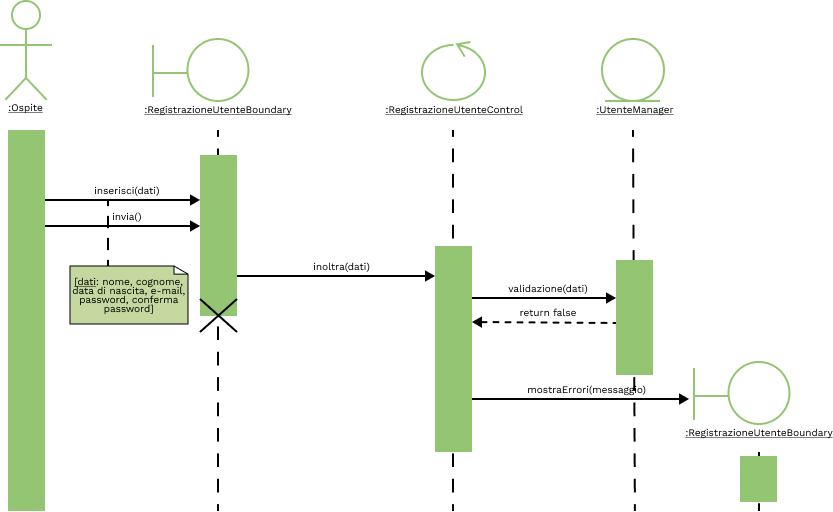 :Ospite
:RegistrazioneUtenteBoundary
:RegistrazioneUtenteControl
:UtenteManager
inserisci(dati)
invia()
[dati: nome, cognome,
data di nascita, e-mail,
password, conferma
password]
inoltra(dati)
validazione(dati)
return false
mostraErrori(messaggio)
:RegistrazioneUtenteBoundary